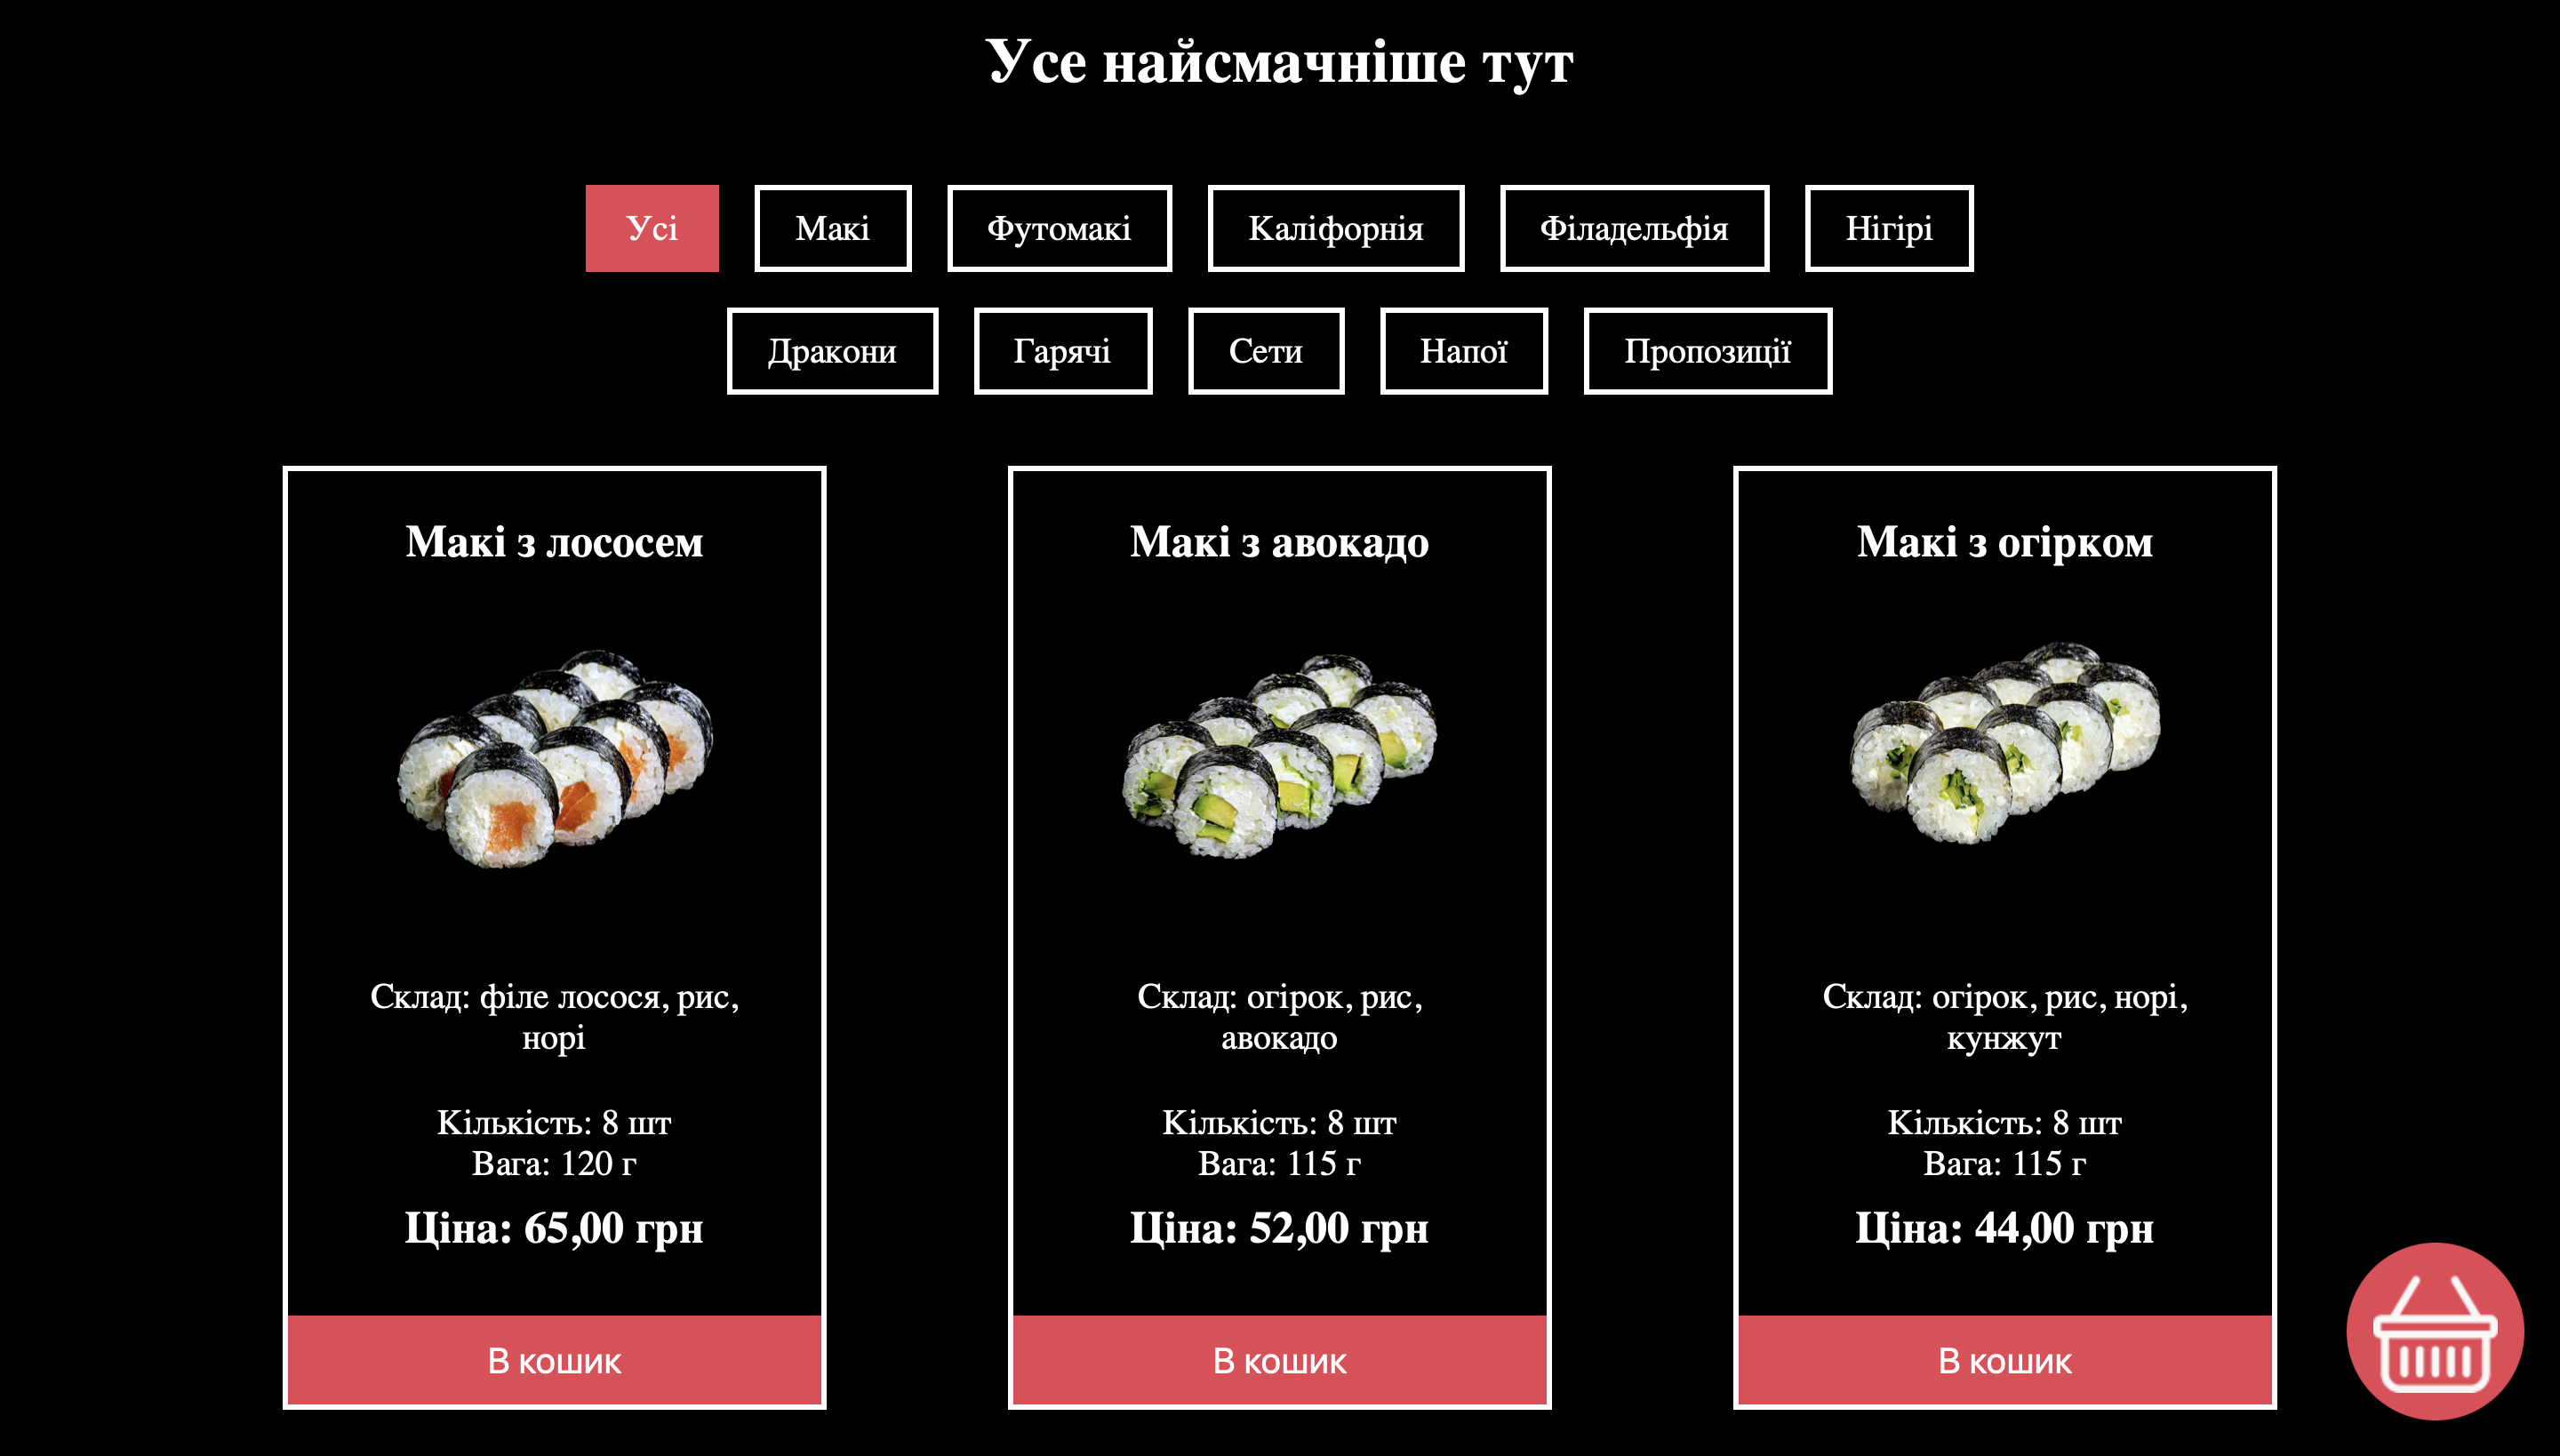 Усе найсмачніше тут
Усі
Макі
Футомакі
Каліфорнія
Філадельфія
Нігірі
Дракони
Гарячі
Сети
Напої
Пропозиції
Макі з лососем
Склад: філе лосося, рис,
норі
Кількість: 8 шт
Вага: 120 г
Ціна: 65,00 грн
В кошик
Макі з авокадо
Склад: огірок, рис,
авокадо
Кількість: 8 шт
Вага: 115 г
Ціна: 52,00 грн
В кошик
Макі з огірком
Склад: огірок, рис, норі,
кунжут
Кількість: 8 шт
Вага: 115 г
Ціна: 44,00 грн
В кошик